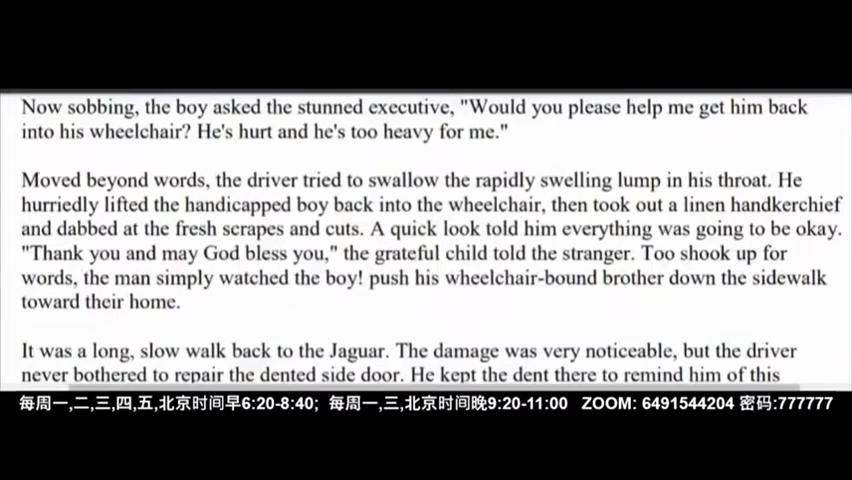 Now sobbing, the boy asked the stunned executive, "Would you please help me get him back
into his wheelchair? He's hurt and he's too heavy for me."
Moved beyond words, the driver tried to swallow the rapidly swelling lump in his throat. He
hurriedly lifted the handicapped boy back into the wheelchair, then took out a linen handkerchief
and dabbed at the fresh scrapes and cuts. A quick look told him everything was going to be okay.
"Thank you and may God bless you," the grateful child told the stranger. Too shook up for
words, the man simply watched the boy! push his wheelchair-bound brother down the sidewalk
toward their home.
It was a long, slow walk back to the Jaguar. The damage was very noticeable, but the driver
never bothered to repair the dented side door. He kept the dent there to remind him of this
每周一,二,三,四,五,北京时间早6:20-8:40; 每周一,三,北京时间晚9:20-11:00 ZOOM: 6491544204 密码:777777